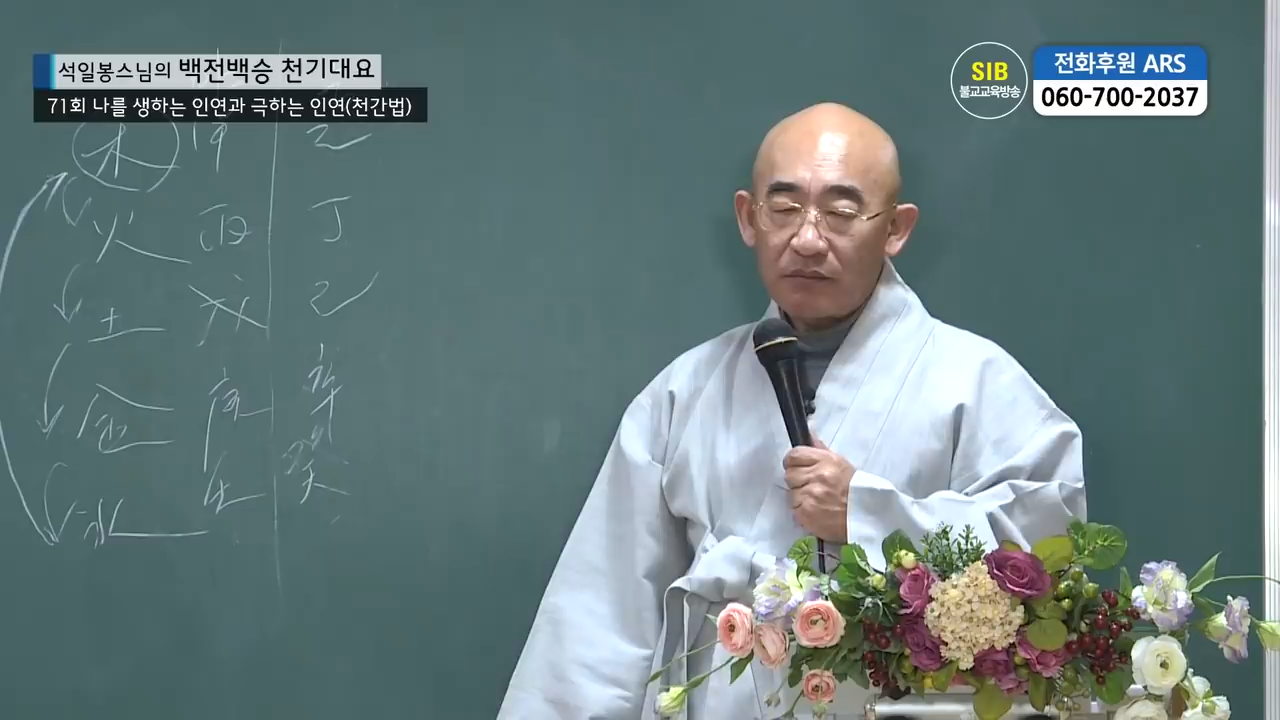 석일봉스님의 백전백승 천기대요
71회 나를 생하는 인연과 극하는 인연(천간법)
SIB
불교교육방송
전화후원 ARS
060-700-2037
木 甲 乙
火 丙 丁
土 戊 己
金 庚 辛
水 壬 癸